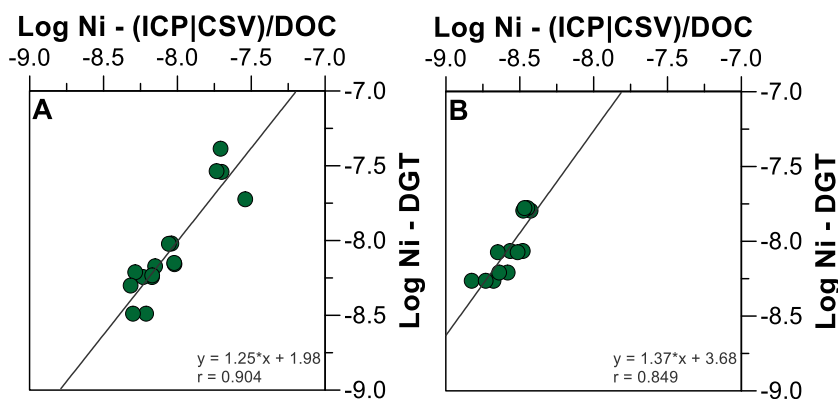 Log Ni - (ICP|CSV)/DOC
-9.0 -8.5 -8.0 -7.5 -7.0
A
-7.0
-7.5
-8.0
-8.5
-9.0
Log Ni - DGT
y = 1.25*x + 1.98
r = 0.904
Log Ni - (ICP|CSV)/DOC
-9.0 -8.5 -8.0 -7.5 -7.0
B
-7.0
-7.5
-8.0
-8.5
-9.0
Log Ni - DGT
y = 1.37*x + 3.68
r = 0.849